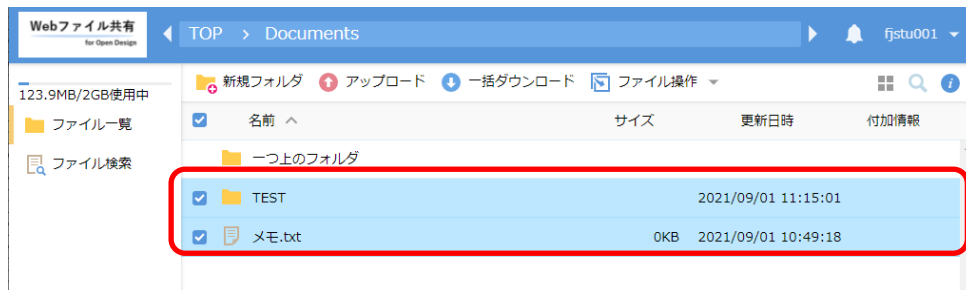 Webファイル共有
for Open Design
TOP > Documents
fjstu001
123.9MB/2GB使用中
新規フォルダ アップロード 一括ダウンロード ファイル操作
ファイル一覧
名前 サイズ 更新日時 付加情報
ファイル検索
一つ上のフォルダ
TEST 2021/09/01 11:15:01
メモ.txt 0KB 2021/09/01 10:49:18